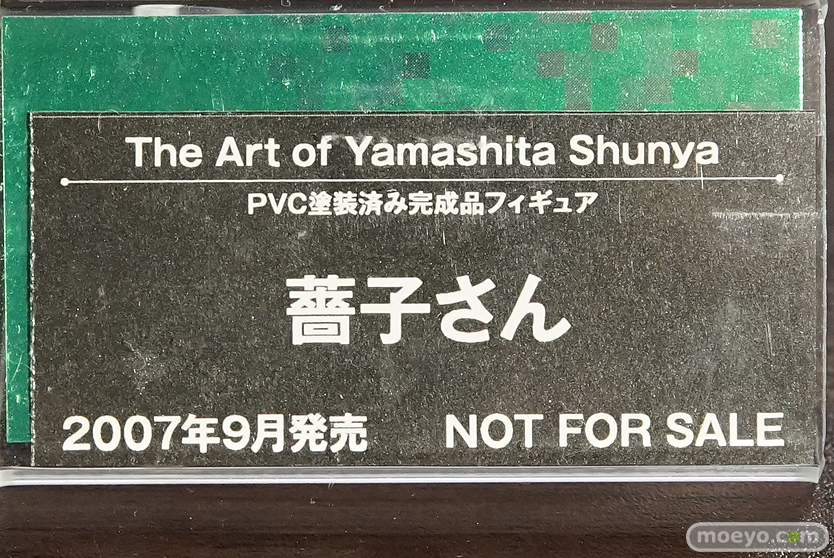 The Art of Yamashita Shunya
PVC塗装済み完成品フィギュア
薔子さん
2007年9月発売 NOT FOR SALE
moeyo.com